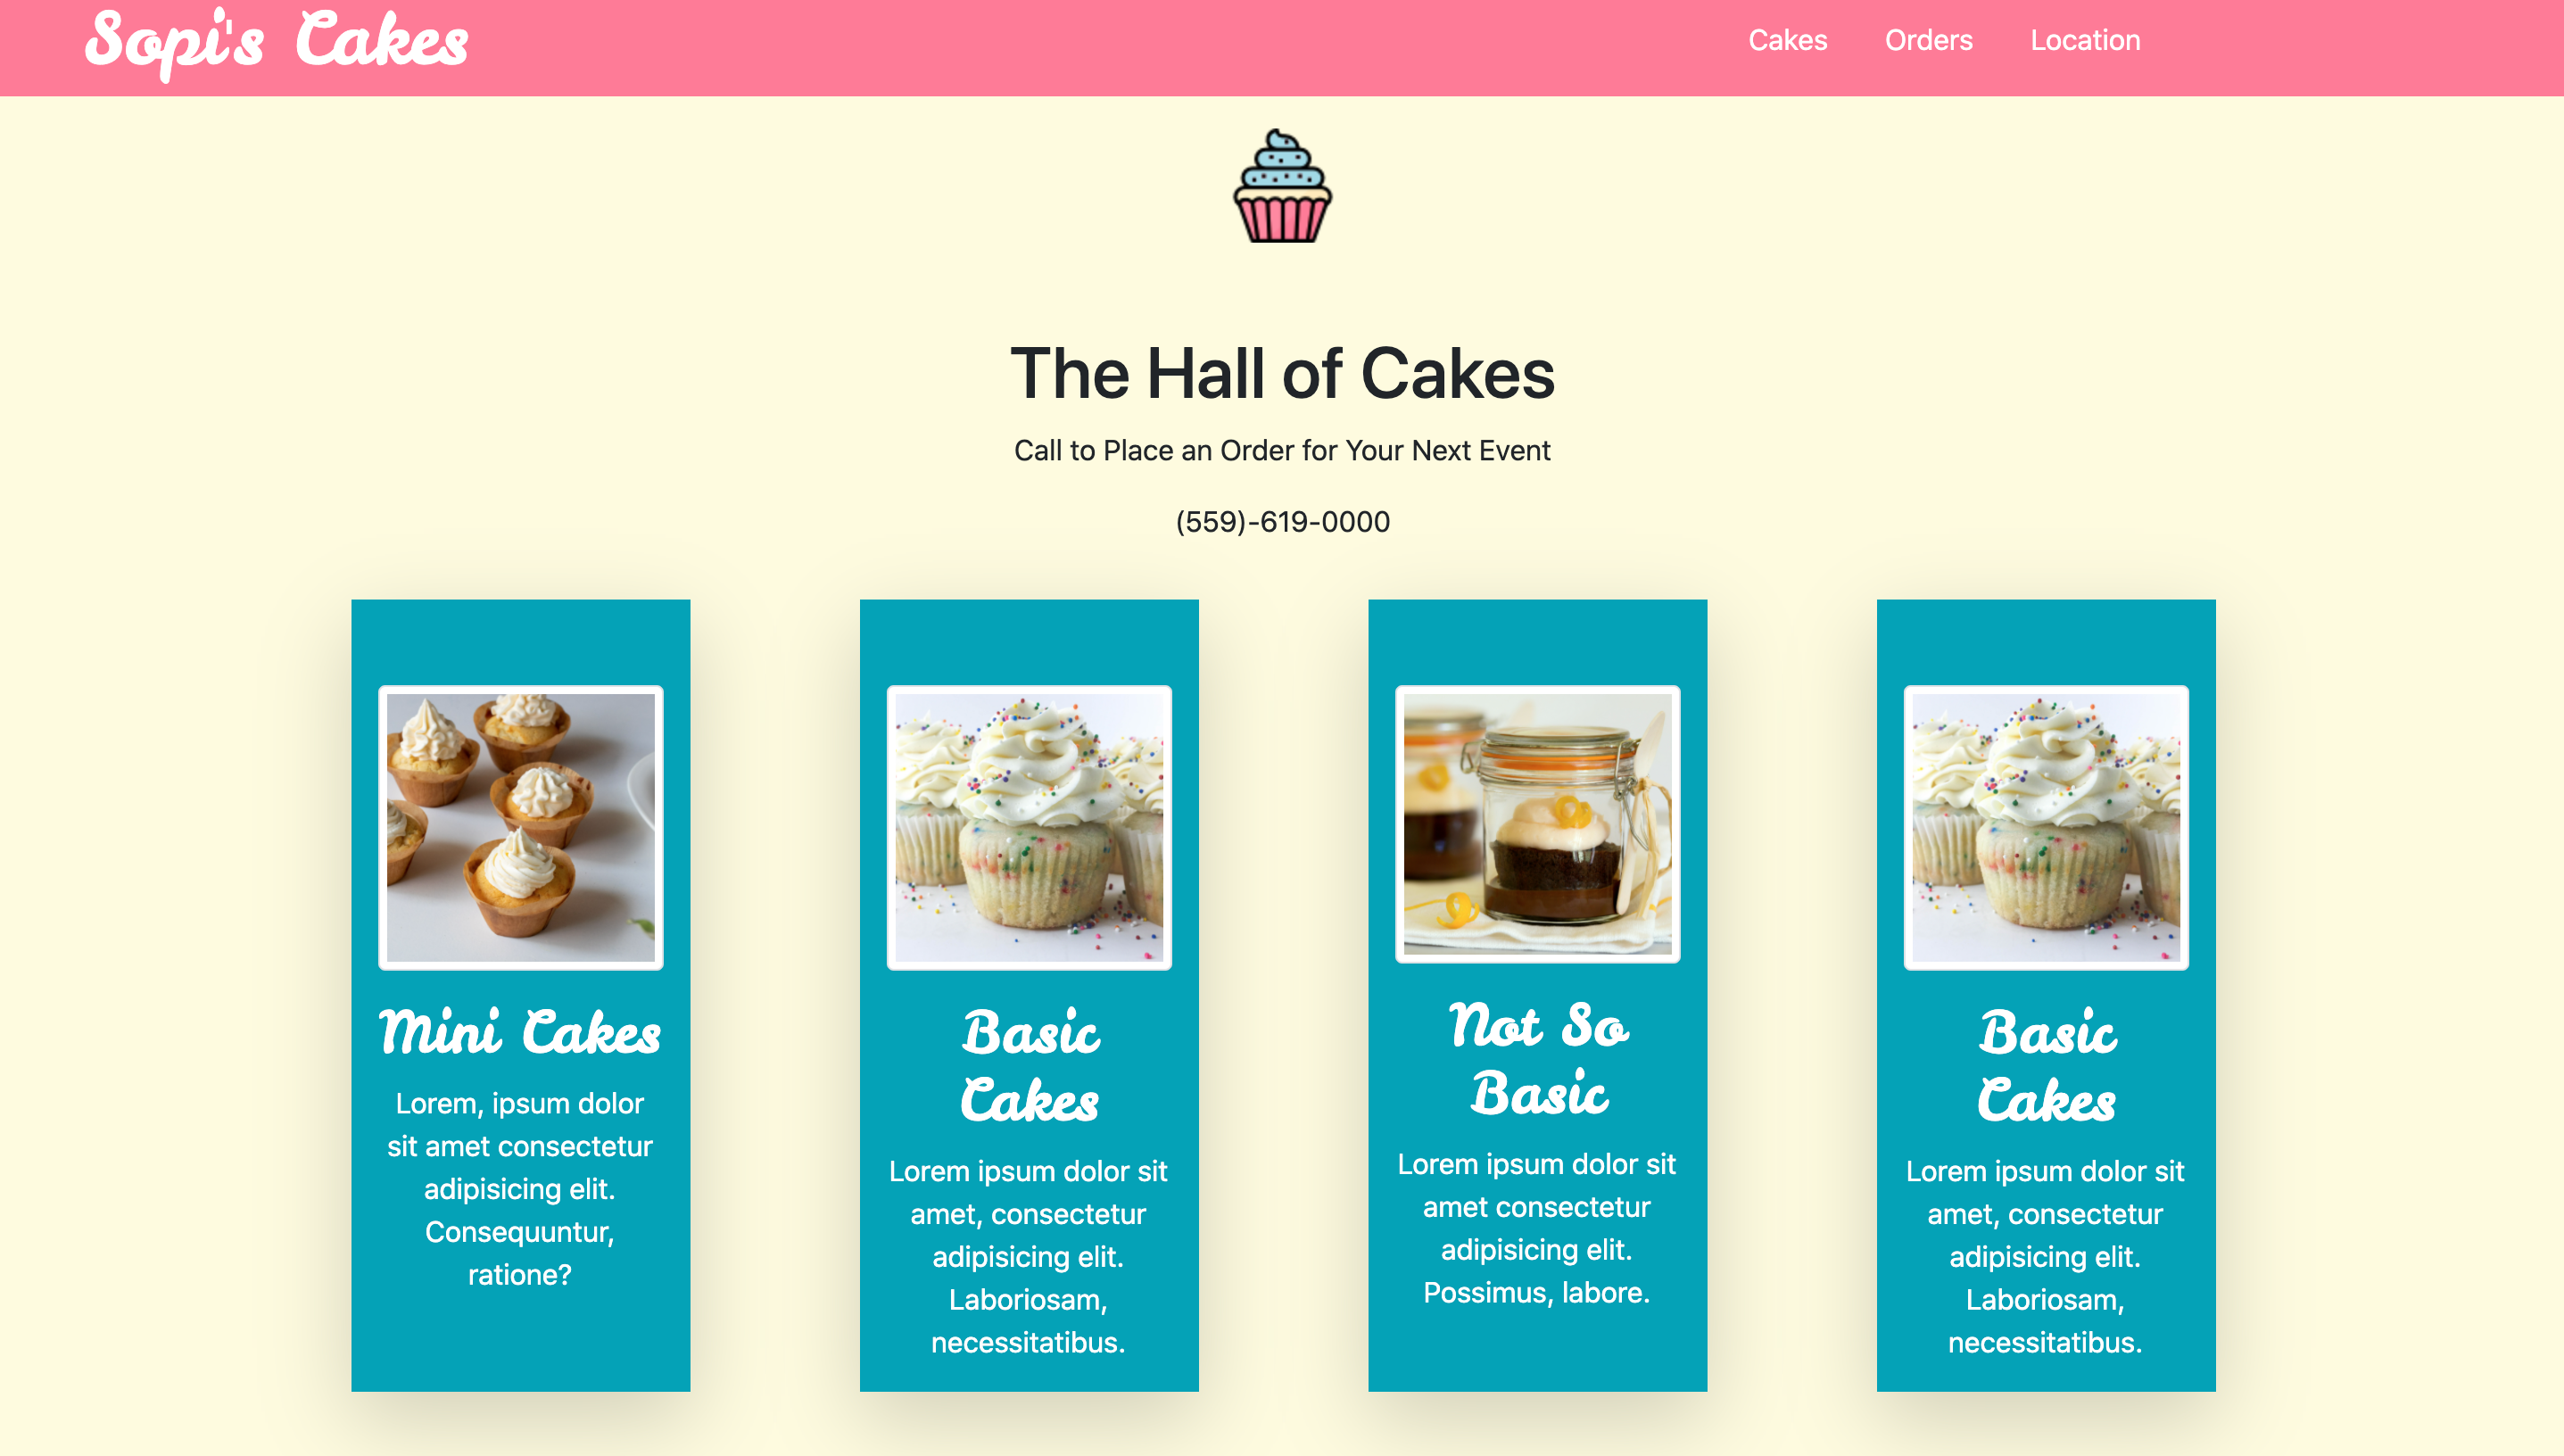 Sopi's Cakes
Cakes Orders Location
The Hall of Cakes
Call to Place an Order for Your Next Event
(559)-619-0000
Mini Cakes
Lorem, ipsum dolor
sit amet consectetur
adipisicing elit.
Consequuntur,
ratione?
Basic
Cakes
Lorem ipsum dolor sit
amet, consectetur
adipisicing elit.
Laboriosam,
necessitatibus.
Not So
Basic
Lorem ipsum dolor sit
amet consectetur
adipisicing elit.
Possimus, labore.
Basic
Cakes
Lorem ipsum dolor sit
amet, consectetur
adipisicing elit.
Laboriosam,
necessitatibus.